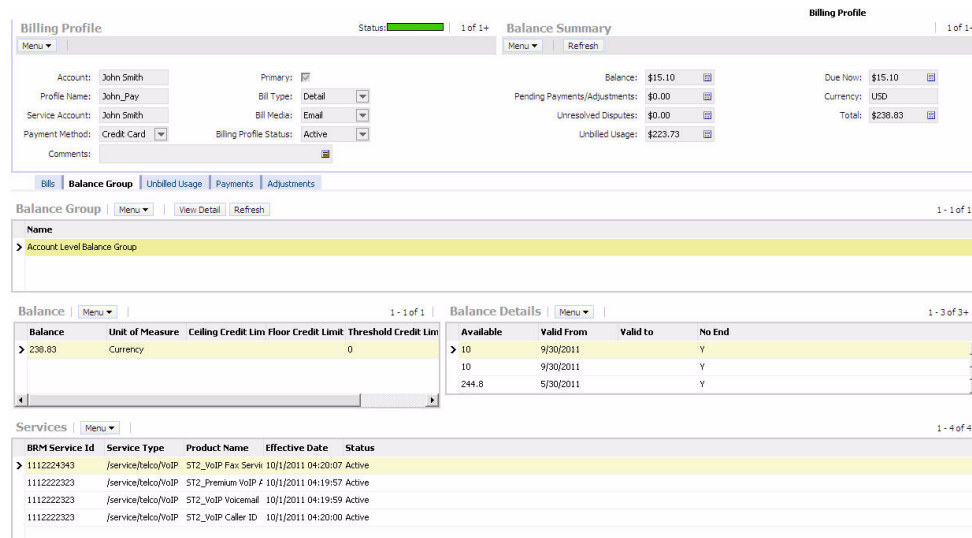 Billing Profile
Billing Profile Status: 1 of 1+ Balance Summary 1 of 1+
Menu Menu Refresh
Account: John Smith Primary: Balance: $15.10 Due Now: $15.10
Profile Name: John_Pay Bill Type: Detail Pending Payments/Adjustments: $0.00 Currency: USD
Service Account: John Smith Bill Media: Email Unresolved Disputes: $0.00 Total: $238.83
Payment Method: Credit Card Billing Profile Status: Active Unbilled Usage: $223.73
Comments:
Bills Balance Group Unbilled Usage Payments Adjustments
Balance Group Menu View Detail Refresh 1 - 1 of 1
Name
Account Level Balance Group
Balance Menu 1 - 1 of 1 Balance Details Menu 1 - 3 of 3+
Balance Unit of Measure Ceiling Credit Lim Floor Credit Limit Threshold Credit Lim Available Valid From Valid to No End
238.83 Currency 0 10 9/30/2011 Y
10 9/30/2011 Y
244.8 5/30/2011 Y
Services Menu 1 - 4 of 4
BRM Service Id Service Type Product Name Effective Date Status
1112224343 /service/telco/VoIP ST2_VoIP Fax Servic 10/1/2011 04:20:07 Active
1112222323 /service/telco/VoIP ST2_Premium VoIP A 10/1/2011 04:19:57 Active
1112222323 /service/telco/VoIP ST2_VoIP Voicemail 10/1/2011 04:19:59 Active
1112222323 /service/telco/VoIP ST2_VoIP Caller ID 10/1/2011 04:20:00 Active